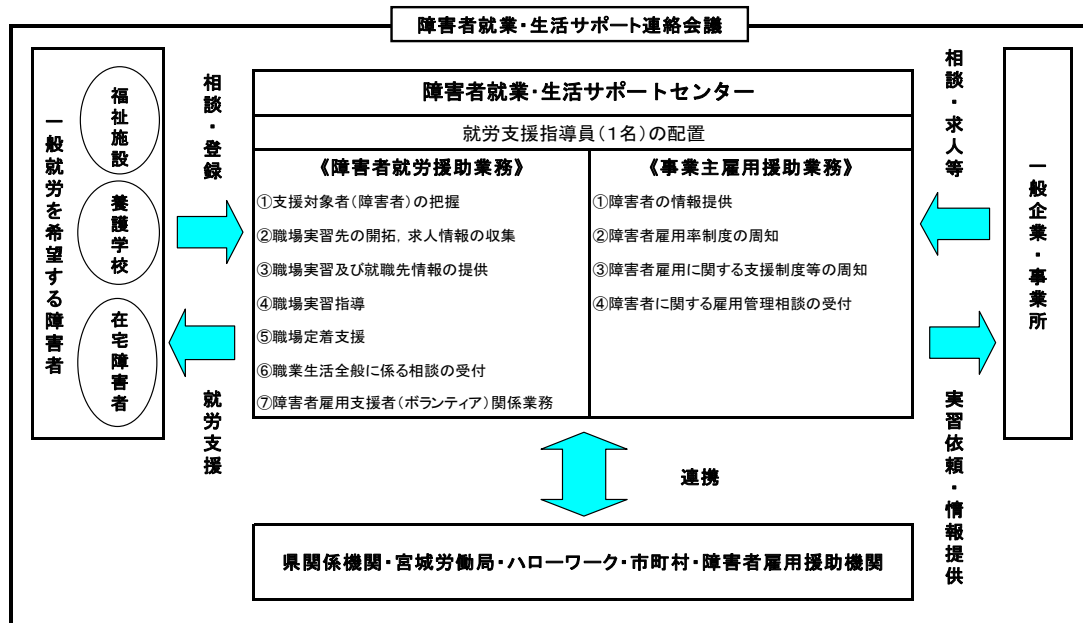 障害者就業・生活サポート連絡会議
一般就労を希望する障害者
福祉施設
養護学校
在宅障害者
相談・登録
就労支援
障害者就業・生活サポートセンター
就労支援指導員（１名）の配置
《障害者就労援助業務》
①支援対象者（障害者）の把握
②職場実習先の開拓，求人情報の収集
③職場実習及び就職先情報の提供
④職場実習指導
⑤職場定着支援
⑥職業生活全般に係る相談の受付
⑦障害者雇用支援者（ボランティア）関係業務
《事業主雇用援助業務》
①障害者の情報提供
②障害者雇用率制度の周知
③障害者雇用に関する支援制度等の周知
④障害者に関する雇用管理相談の受付
相談・求人等
実習依頼・情報提供
一般企業・事業所
連携
県関係機関・宮城労働局・ハローワーク・市町村・障害者雇用援助機関